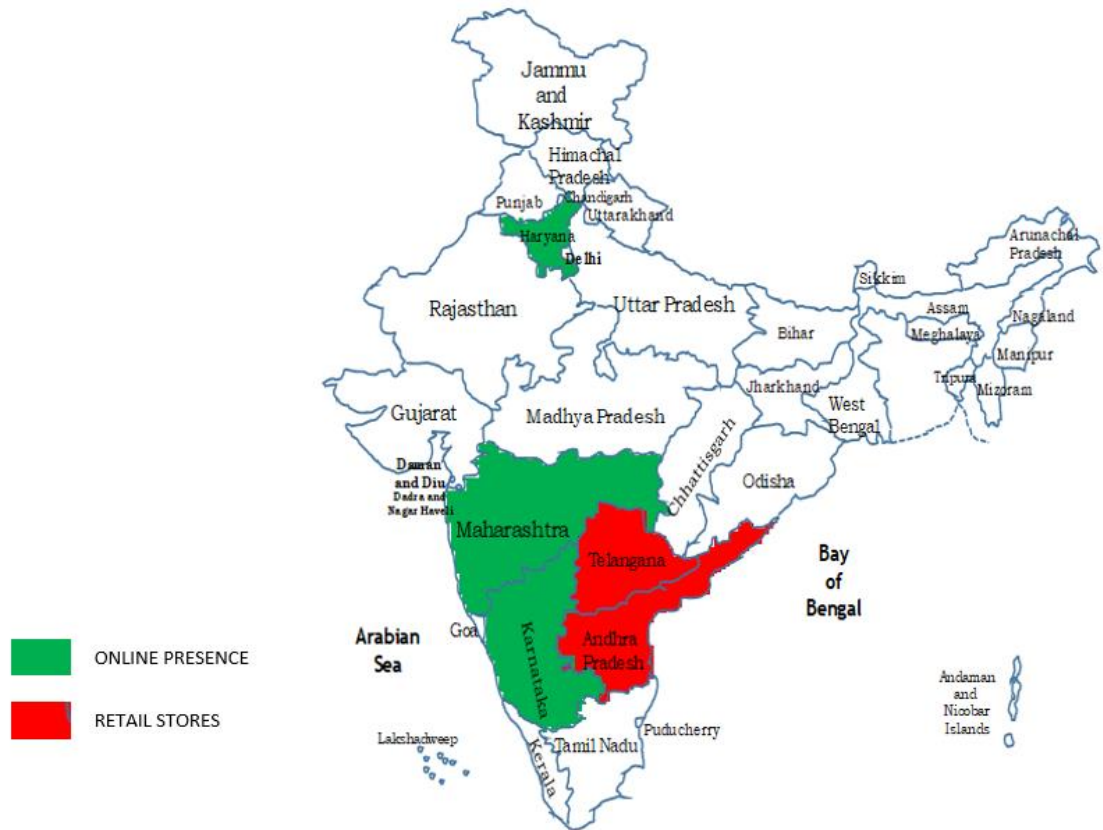 Jammu
and
Kashmir
Himachal
Pradesh
Chandigarh
Punjab
Uttarakhand
Haryana
Delhi
Arunachal
Pradesh
Sikkim
Rajasthan
Uttar Pradesh
Assam
Nagaland
Bihar
Meghalaya
Manipur
Jharkhand
Tripura
Mizoram
Gujarat
Madhya Pradesh
West
Bengal
Chhattisgarh
Daman
and Diu
Dadra and
Nagar Haveli
Odisha
Maharashtra
Telangana
Bay
of
Bengal
Goa
Arabian
Sea
Karnataka
Andhra
Pradesh
ONLINE PRESENCE
RETAIL STORES
Andaman
and
Nicobar
Islands
Puducherry
Lakshadweep
Tamil Nadu
Kerala